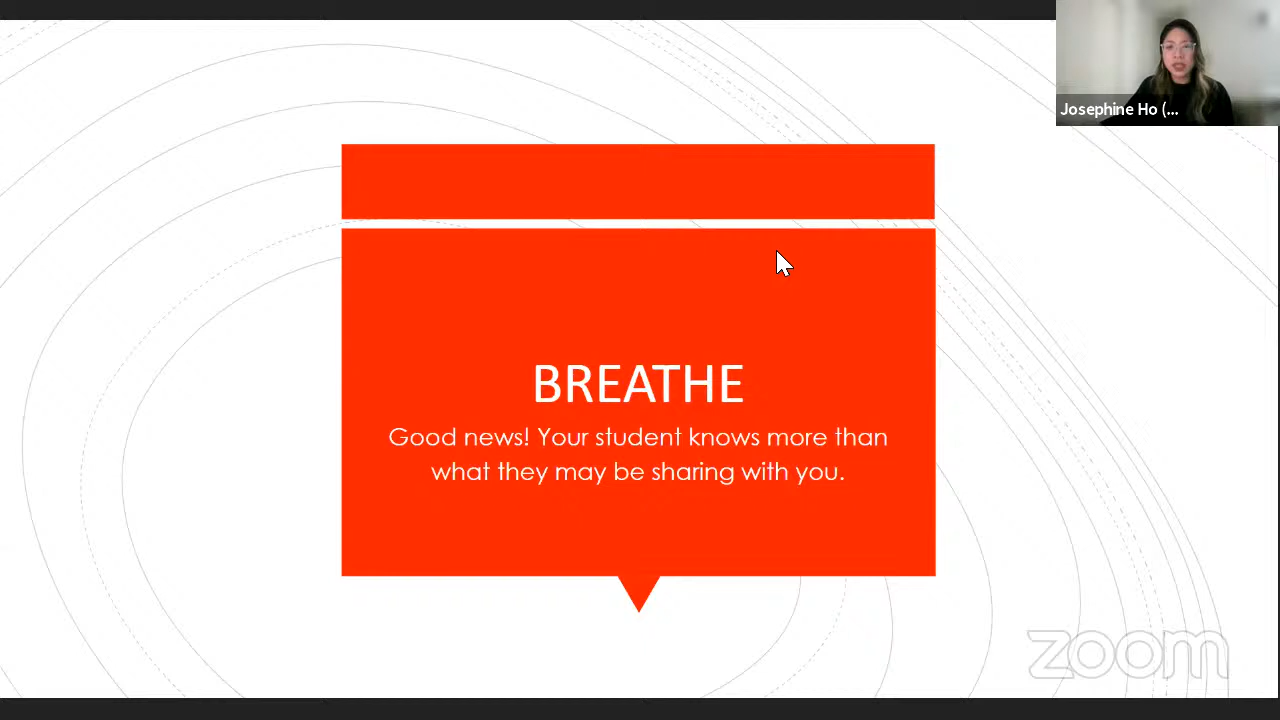 Josephine Ho (...
BREATHE
Good news! Your student knows more than
what they may be sharing with you.
zoom